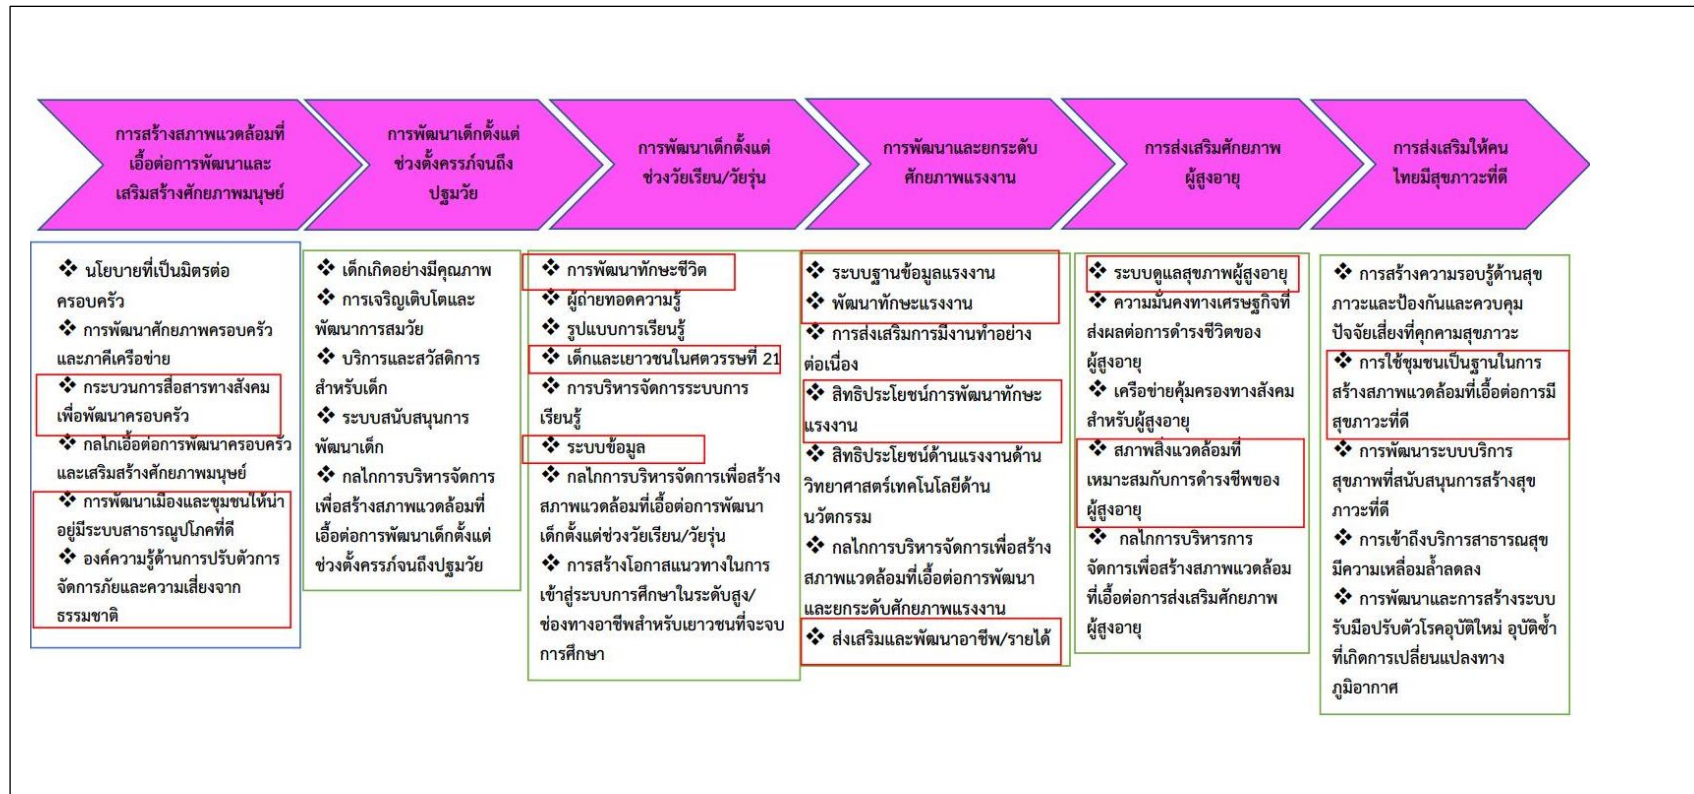 การสร้างสภาพแวดล้อมที่
เอื้อต่อการพัฒนาและ
เสริมสร้างศักยภาพมนุษย์
การพัฒนาเด็กตั้งแต่
ช่วงตั้งครรภ์จนถึง
ปฐมวัย
การพัฒนาเด็กตั้งแต่
ช่วงวัยเรียน/วัยรุ่น
การพัฒนาและยกระดับ
ศักยภาพแรงงาน
การส่งเสริมศักยภาพ
ผู้สูงอายุ
การส่งเสริมให้คน
ไทยมีสุขภาวะที่ดี
❖ นโยบายที่เป็นมิตรต่อ
ครอบครัว
❖ การพัฒนาศักยภาพครอบครัว
และภาคีเครือข่าย
❖ กระบวนการสื่อสารทางสังคม
เพื่อพัฒนาครอบครัว
❖ กลไกเอื้อต่อการพัฒนาครอบครัว
และเสริมสร้างศักยภาพมนุษย์
❖ การพัฒนาเมืองและชุมชนให้น่า
อยู่มีระบบสาธารณูปโภคที่ดี
❖ องค์ความรู้ด้านการปรับตัวการ
จัดการภัยและความเสี่ยงจาก
ธรรมชาติ
❖ เด็กเกิดอย่างมีคุณภาพ
❖ การเจริญเติบโตและ
พัฒนาการสมวัย
❖ บริการและสวัสดิการ
สำหรับเด็ก
❖ ระบบสนับสนุนการ
พัฒนาเด็ก
❖ กลไกการบริหารจัดการ
เพื่อสร้างสภาพแวดล้อมที่
เอื้อต่อการพัฒนาเด็กตั้งแต่
ช่วงตั้งครรภ์จนถึงปฐมวัย
❖ การพัฒนาทักษะชีวิต
❖ ผู้ถ่ายทอดความรู้
❖ รูปแบบการเรียนรู้
❖ เด็กและเยาวชนในศตวรรษที่ 21
❖ การบริหารจัดการระบบการ
เรียนรู้
❖ ระบบข้อมูล
❖ กลไกการบริหารจัดการเพื่อสร้าง
สภาพแวดล้อมที่เอื้อต่อการพัฒนา
เด็กตั้งแต่ช่วงวัยเรียน/วัยรุ่น
❖ การสร้างโอกาสแนวทางในการ
เข้าสู่ระบบการศึกษาในระดับสูง/
ช่องทางอาชีพสำหรับเยาวชนที่จะจบ
การศึกษา
❖ ระบบฐานข้อมูลแรงงาน
❖ พัฒนาทักษะแรงงาน
❖ การส่งเสริมการมีงานทำอย่าง
ต่อเนื่อง
❖ สิทธิประโยชน์การพัฒนาทักษะ
แรงงาน
❖ สิทธิประโยชน์ด้านแรงงานด้าน
วิทยาศาสตร์เทคโนโลยีด้าน
นวัตกรรม
❖ กลไกการบริหารจัดการเพื่อสร้าง
สภาพแวดล้อมที่เอื้อต่อการพัฒนา
และยกระดับศักยภาพแรงงาน
❖ ส่งเสริมและพัฒนาอาชีพ/รายได้
❖ ระบบดูแลสุขภาพผู้สูงอายุ
❖ ความมั่นคงทางเศรษฐกิจที่
ส่งผลต่อการดำรงชีวิตของ
ผู้สูงอายุ
❖ เครือข่ายคุ้มครองทางสังคม
สำหรับผู้สูงอายุ
❖ สภาพสิ่งแวดล้อมที่
เหมาะสมกับการดำรงชีพของ
ผู้สูงอายุ
❖ กลไกการบริหารการ
จัดการเพื่อสร้างสภาพแวดล้อม
ที่เอื้อต่อการส่งเสริมศักยภาพ
ผู้สูงอายุ
❖ การสร้างความรอบรู้ด้านสุข
ภาวะและป้องกันและควบคุม
ปัจจัยเสี่ยงที่คุกคามสุขภาวะ
❖ การใช้ชุมชนเป็นฐานในการ
สร้างสภาพแวดล้อมที่เอื้อต่อการมี
สุขภาวะที่ดี
❖ การพัฒนาระบบบริการ
สุขภาพที่สนับสนุนการสร้างสุข
ภาวะที่ดี
❖ การเข้าถึงบริการสาธารณสุข
มีความเหลื่อมล้ำลดลง
❖ การพัฒนาและการสร้างระบบ
รับมือปรับตัวโรคอุบัติใหม่ อุบัติซ้ำ
ที่เกิดการเปลี่ยนแปลงทาง
ภูมิอากาศ